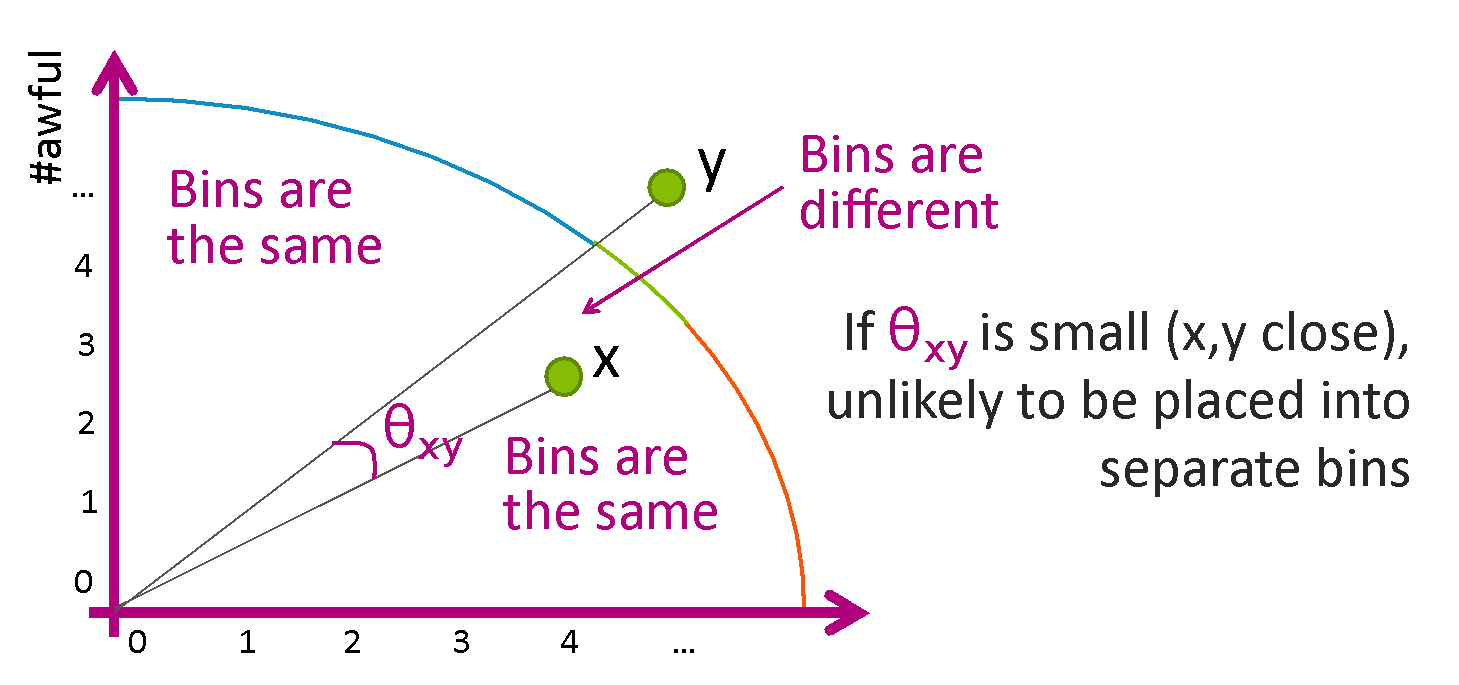 #awful
...
4
3
2
1
0
Bins are
the same
y
Bins are
different
x
θxy
Bins are
the same
If θxy is small (x,y close),
unlikely to be placed into
separate bins
0 1 2 3 4 ...